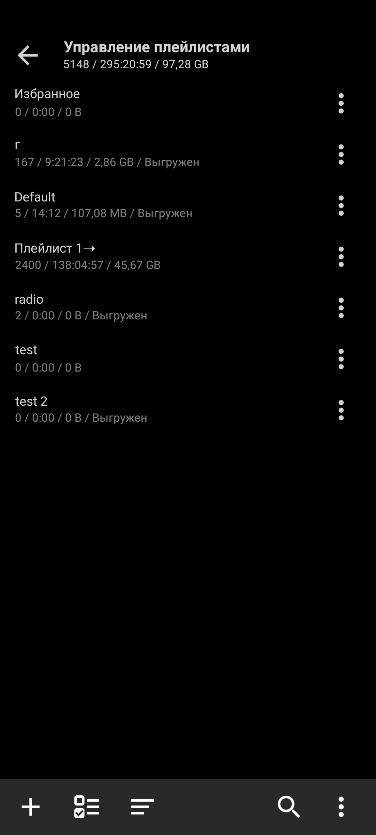 Управление плейлистами
5148 / 295:20:59 / 97,28 GB
Избранное
0 / 0:00 / 0 B
г
167 / 9:21:23 / 2,86 GB / Выгружен
Default
5 / 14:12 / 107,08 MB / Выгружен
Плейлист 1→
2400 / 138:04:57 / 45,67 GB
radio
2 / 0:00 / 0 B / Выгружен
test
0 / 0:00 / 0 B
test 2
0 / 0:00 / 0 B / Выгружен